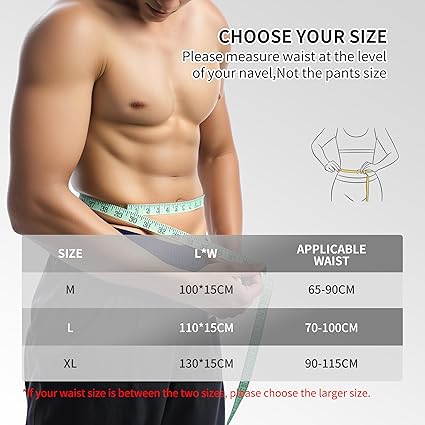 CHOOSE YOUR SIZE
Please measure waist at the level
of your navel,Not the pants size
SIZE L*W APPLICABLE WAIST
M 100*15CM 65-90CM
L 110*15CM 70-100CM
XL 130*15CM 90-115CM
*If your waist size is between the two sizes, please choose the larger size.